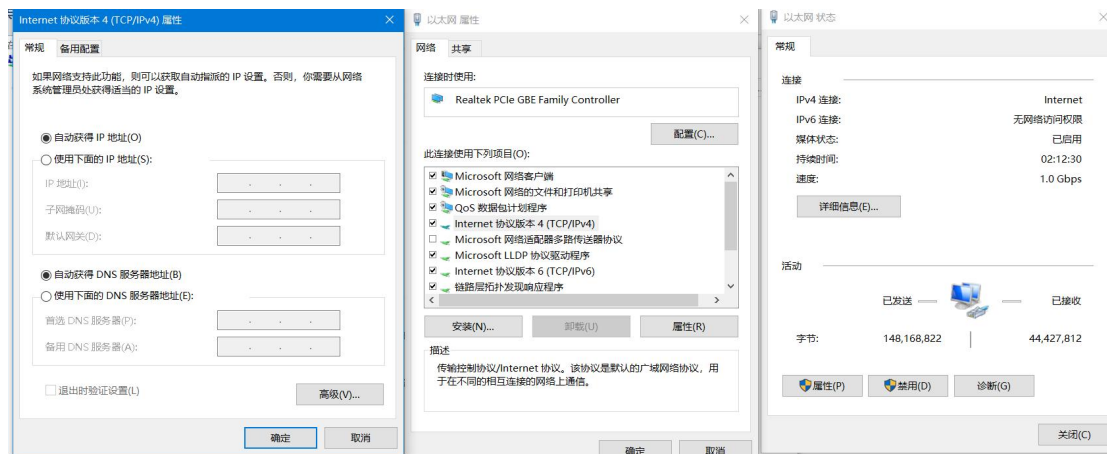 Internet 协议版本 4 (TCP/IPv4) 属性
常规
备用配置
如果网络支持此功能，则可以获取自动指派的 IP 设置。否则，你需要从网络
系统管理员处获得适当的 IP 设置。
自动获得 IP 地址(O)
使用下面的 IP 地址(S):
IP 地址(I):
子网掩码(U):
默认网关(D):
自动获得 DNS 服务器地址(B)
使用下面的 DNS 服务器地址(E):
首选 DNS 服务器(P):
备用 DNS 服务器(A):
退出时验证设置(L)
高级(V)...
确定
取消
以太网 属性
网络
共享
连接时使用:
Realtek PCIe GBE Family Controller
配置(C)...
此连接使用下列项目(O):
Microsoft 网络客户端
Microsoft 网络的文件和打印机共享
QoS 数据包计划程序
Internet 协议版本 4 (TCP/IPv4)
Microsoft 网络适配器多路传送器协议
Microsoft LLDP 协议驱动程序
Internet 协议版本 6 (TCP/IPv6)
链路层拓扑发现响应程序
安装(N)...
卸载(U)
属性(R)
描述
传输控制协议/Internet 协议。该协议是默认的广域网络协议，用
于在不同的相互连接的网络上通信。
确定
取消
以太网 状态
常规
连接
IPv4 连接: Internet
IPv6 连接: 无网络访问权限
媒体状态: 已启用
持续时间: 02:12:30
速度: 1.0 Gbps
详细信息(E)...
活动
已发送 — — 已接收
字节: 148,168,822 | 44,427,812
属性(P)
禁用(D)
诊断(G)
关闭(C)